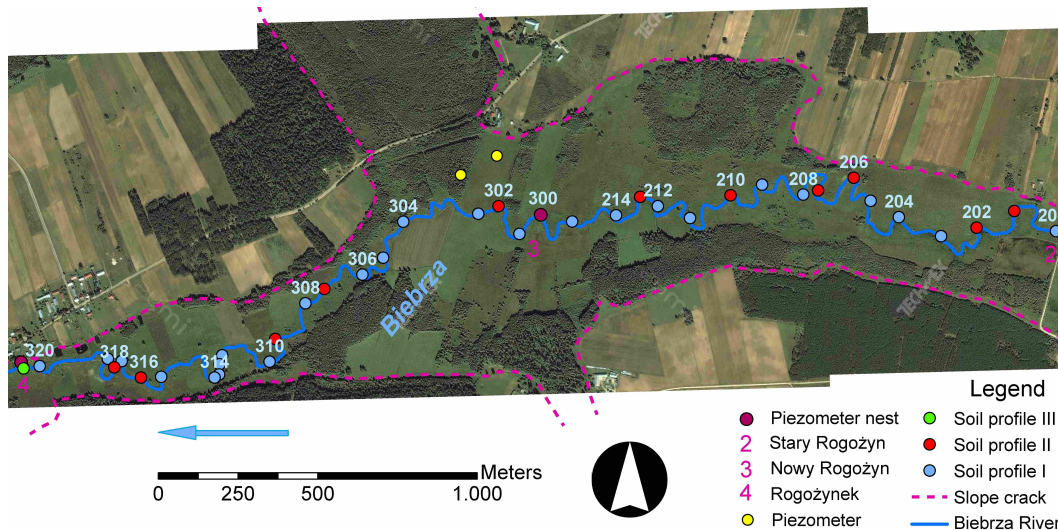 206
208
210
212
214
300
302
304
204
202
20
2
3
306
308
Biebrza
310
314
316
318
320
4
Legend
Piezometer nest
Soil profile III
2 Stary Rogożyn
Soil profile II
3 Nowy Rogożyn
Soil profile I
4 Rogożynek
Slope crack
Piezometer
Biebrza River
Meters
0 250 500 1.000